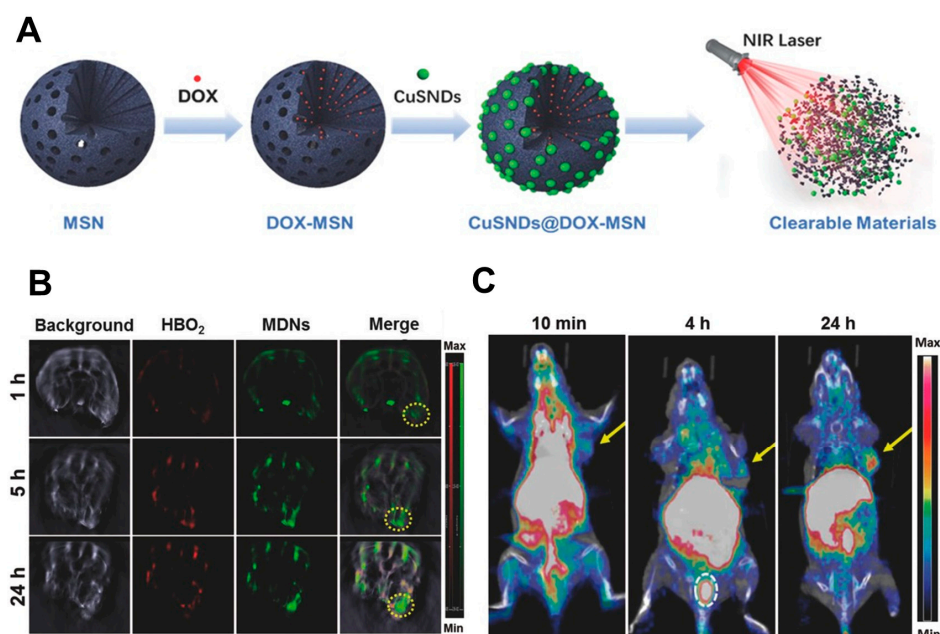 A
DOX
CuSNDs
NIR Laser
MSN
DOX-MSN
CuSNDs@DOX-MSN
Clearable Materials
B
Background HBO₂ MDNs Merge
Max
1 h
5 h
24 h
Min
C
10 min 4 h 24 h
Max
Min